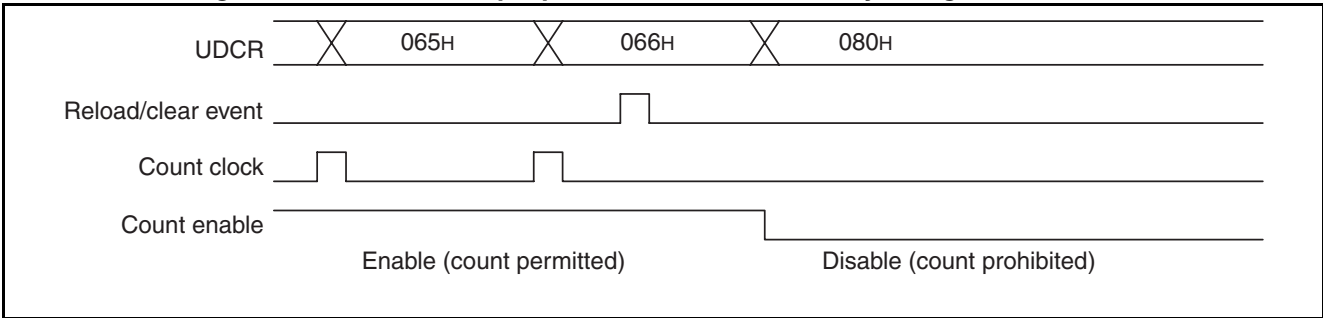 UDCR 065H 066H 080H
Reload/clear event
Count clock
Count enable
Enable (count permitted) Disable (count prohibited)